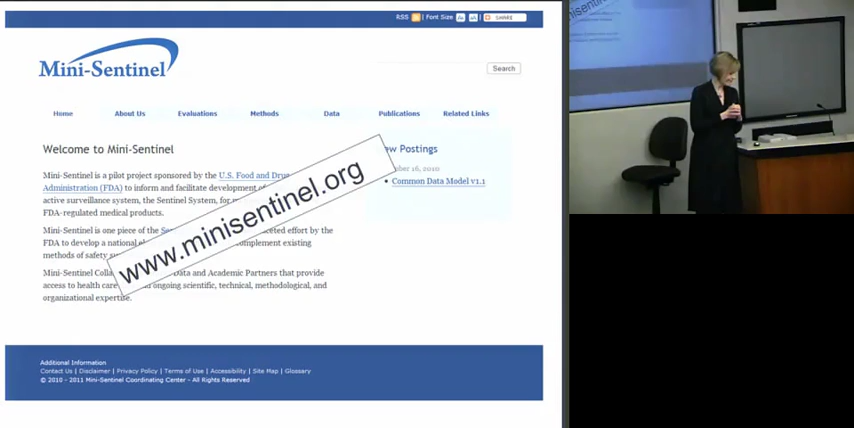 RSS | Font Size | SHARE
Mini-Sentinel
Search
Home About Us Evaluations Methods Data Publications Related Links
Welcome to Mini-Sentinel
Mini-Sentinel is a pilot project sponsored by the U.S. Food and Drug
Administration (FDA) to inform and facilitate development of
active surveillance system, the Sentinel System, for
FDA-regulated medical products.
Mini-Sentinel is one piece of the faceted effort by the
FDA to develop a national complement existing
methods of safety
Mini-Sentinel Data and Academic Partners that provide
access to health care ongoing scientific, technical, methodological, and
organizational expertise.
www.minisentinel.org
Postings
16, 2010
Common Data Model v1.1
Additional Information
Contact Us | Disclaimer | Privacy Policy | Terms of Use | Accessibility | Site Map | Glossary
© 2010 - 2011 Mini-Sentinel Coordinating Center - All Rights Reserved